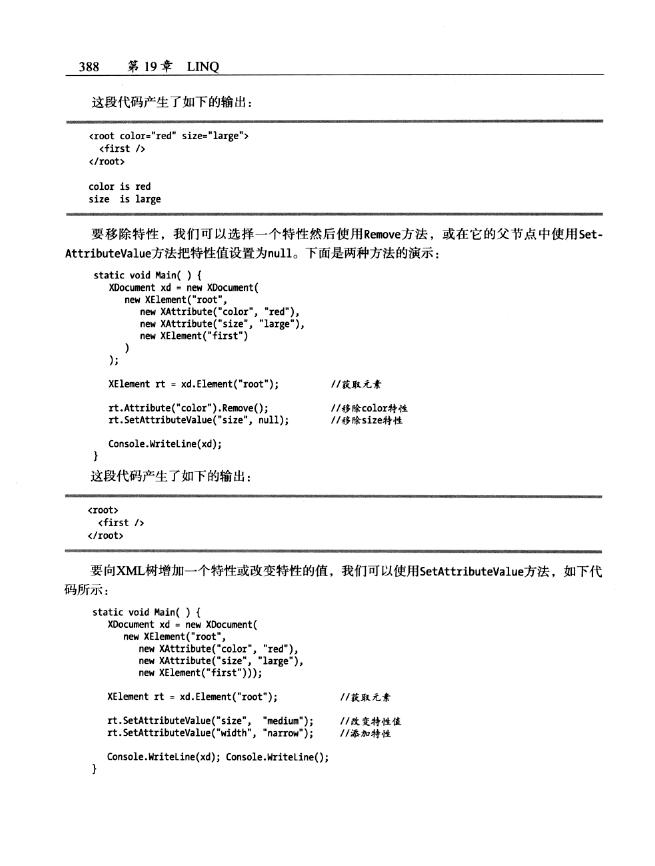 388 第 19 章 LINQ
这段代码产生了如下的输出：
<root color="red" size="large">
  <first />
</root>
color is red
size  is large
要移除特性，我们可以选择一个特性然后使用Remove方法，或在它的父节点中使用Set-
AttributeValue方法把特性值设置为null。下面是两种方法的演示：
static void Main( ) {
   XDocument xd = new XDocument(
      new XElement("root",
         new XAttribute("color", "red"),
         new XAttribute("size", "large"),
         new XElement("first")
      )
   );
   XElement rt = xd.Element("root");          //获取元素
   rt.Attribute("color").Remove();            //移除color特性
   rt.SetAttributeValue("size", null);        //移除size特性
   Console.WriteLine(xd);
}
这段代码产生了如下的输出：
<root>
  <first />
</root>
要向XML树增加一个特性或改变特性的值，我们可以使用SetAttributeValue方法，如下代
码所示：
static void Main( ) {
   XDocument xd = new XDocument(
      new XElement("root",
         new XAttribute("color", "red"),
         new XAttribute("size", "large"),
         new XElement("first")));
   XElement rt = xd.Element("root");            //获取元素
   rt.SetAttributeValue("size",  "medium");     //改变特性值
   rt.SetAttributeValue("width", "narrow");     //添加特性
   Console.WriteLine(xd); Console.WriteLine();
}